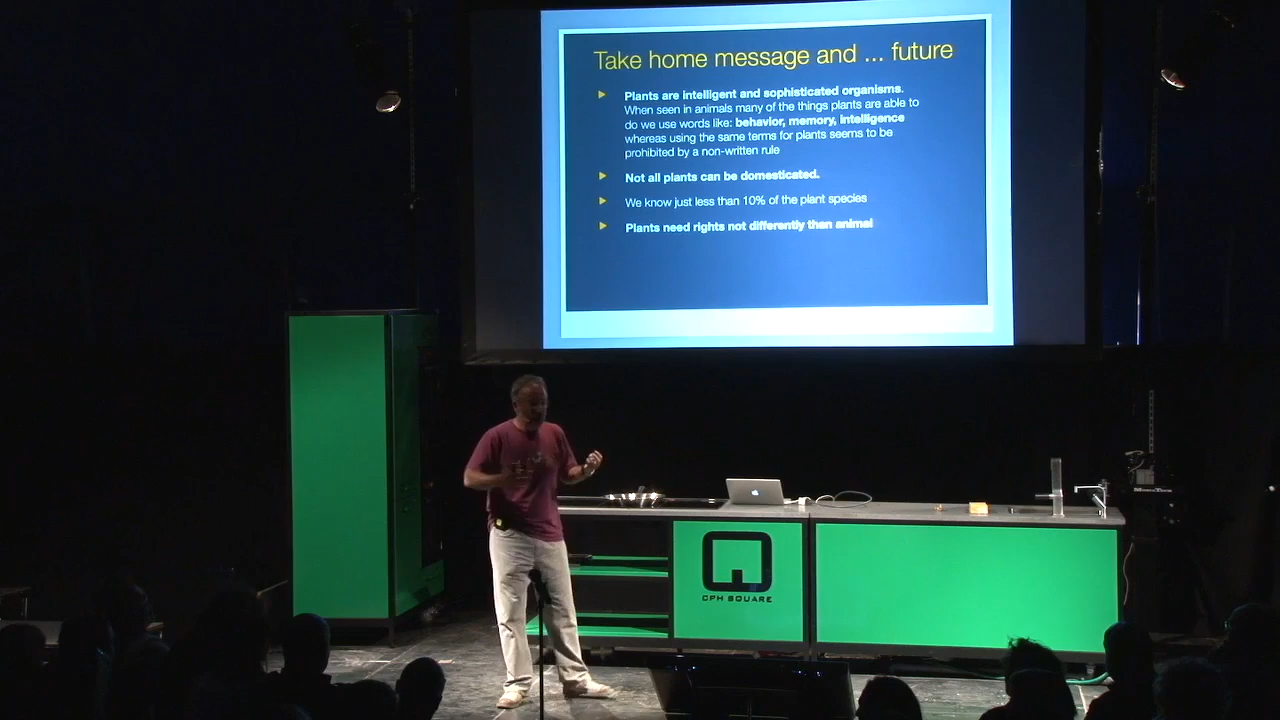 Take home message and ... future
Plants are intelligent and sophisticated organisms.
When seen in animals many of the things plants are able to
do we use words like: behavior, memory, intelligence
whereas using the same terms for plants seems to be
prohibited by a non-written rule
Not all plants can be domesticated.
We know just less than 10% of the plant species
Plants need rights not differently than animal
CPH SQUARE